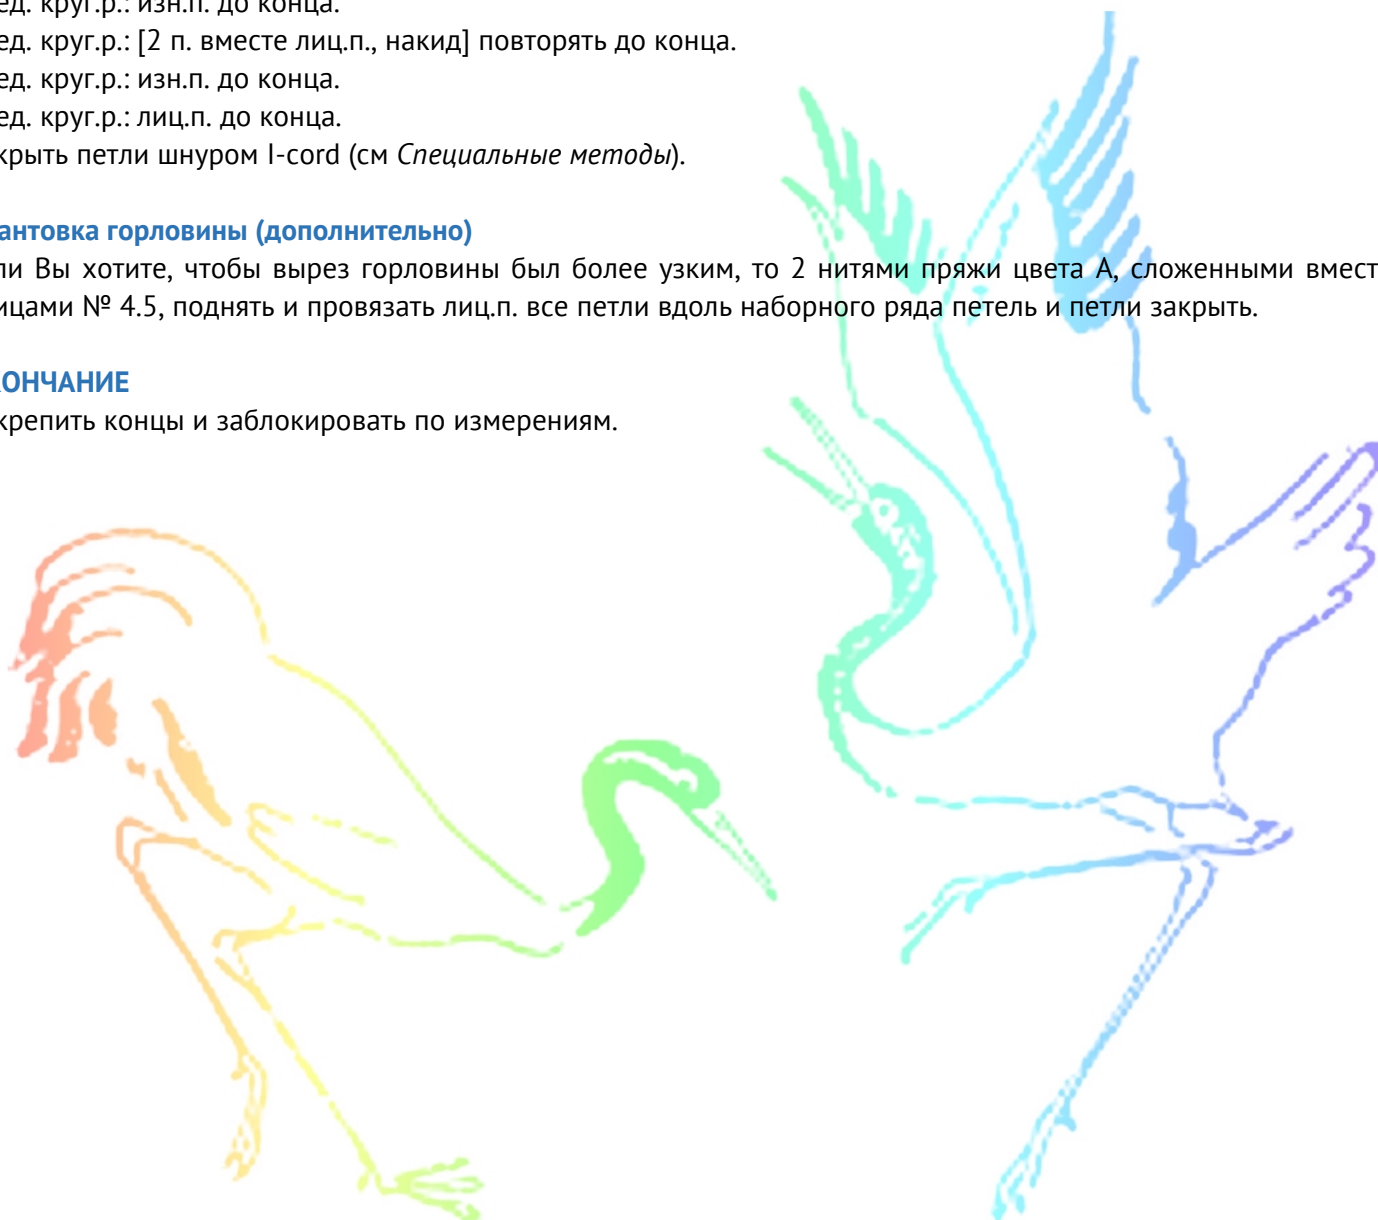 ед. круг.р.: изн.п. до конца.
ед. круг.р.: [2 п. вместе лиц.п., накид] повторять до конца.
ед. круг.р.: изн.п. до конца.
ед. круг.р.: лиц.п. до конца.
крыть петли шнуром I-cord (см Специальные методы).
антовка горловины (дополнительно)
ли Вы хотите, чтобы вырез горловины был более узким, то 2 нитями пряжи цвета А, сложенными вмест
ицами № 4.5, поднять и провязать лиц.п. все петли вдоль наборного ряда петель и петли закрыть.
ОНЧАНИЕ
крепить концы и заблокировать по измерениям.